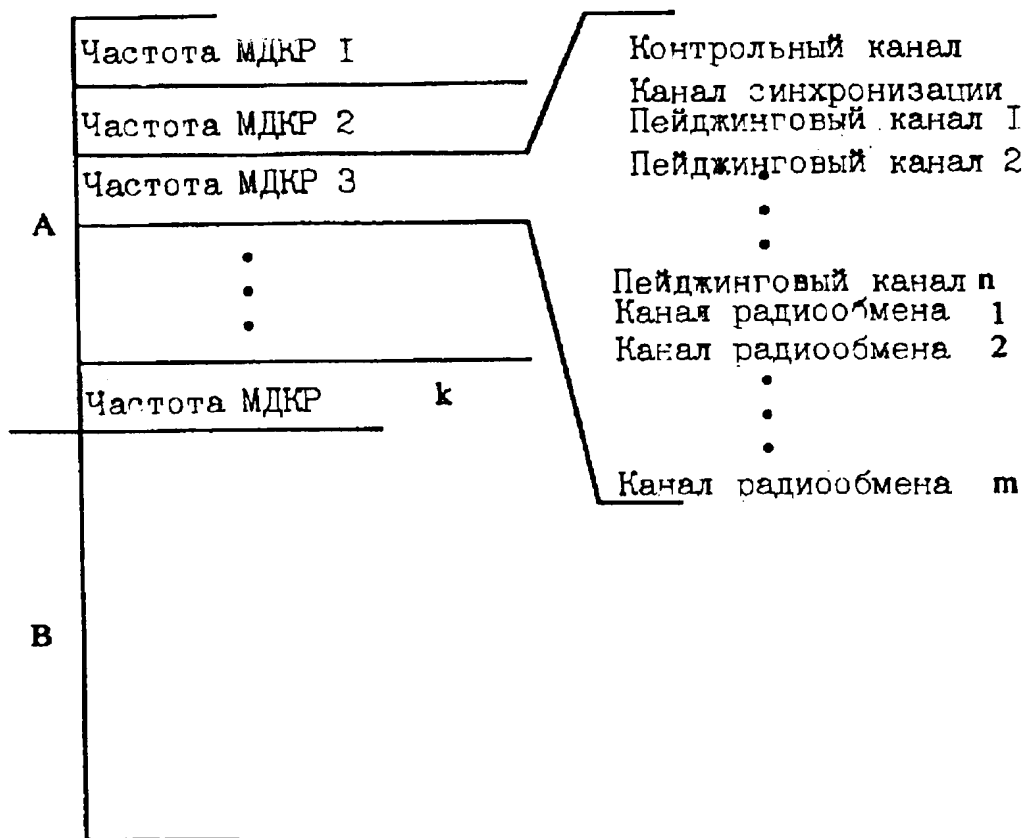 Частота МДКР I
Частота МДКР 2
Частота МДКР 3
A
Частота МДКР k
B
Контрольный канал
Канал синхронизации
Пейджинговый канал I
Пейджинговый канал 2
Пейджинговый канал n
Канал радиообмена 1
Канал радиообмена 2
Канал радиообмена m